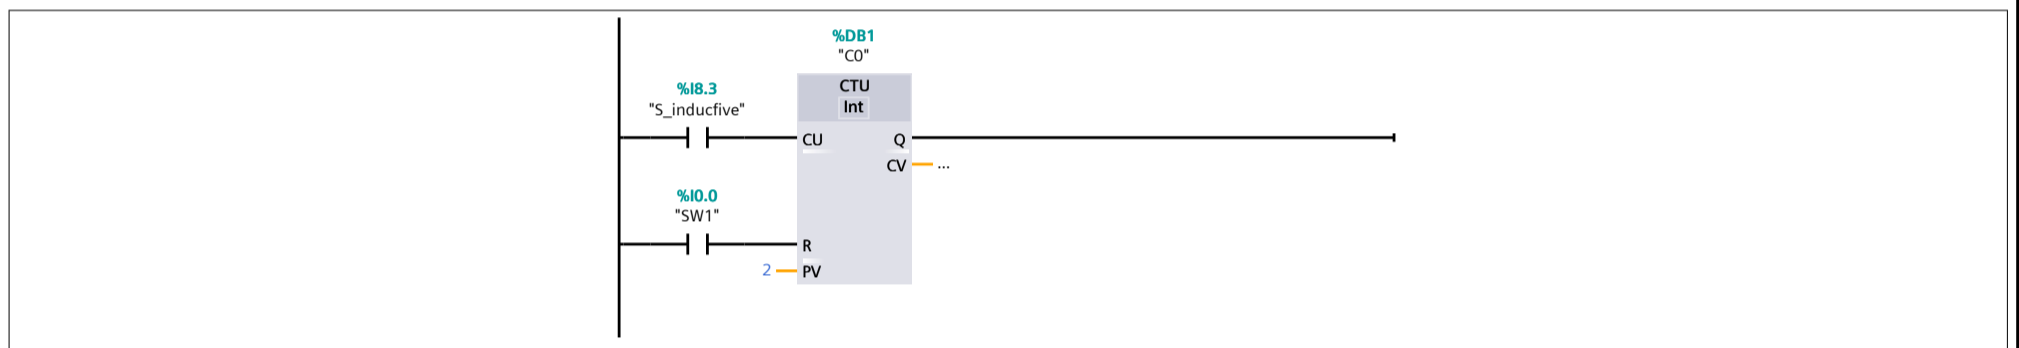 %DB1
"C0"
%I8.3
"S_inducfive"
CTU
Int
CU
Q
CV
...
%I0.0
"SW1"
R
2
PV